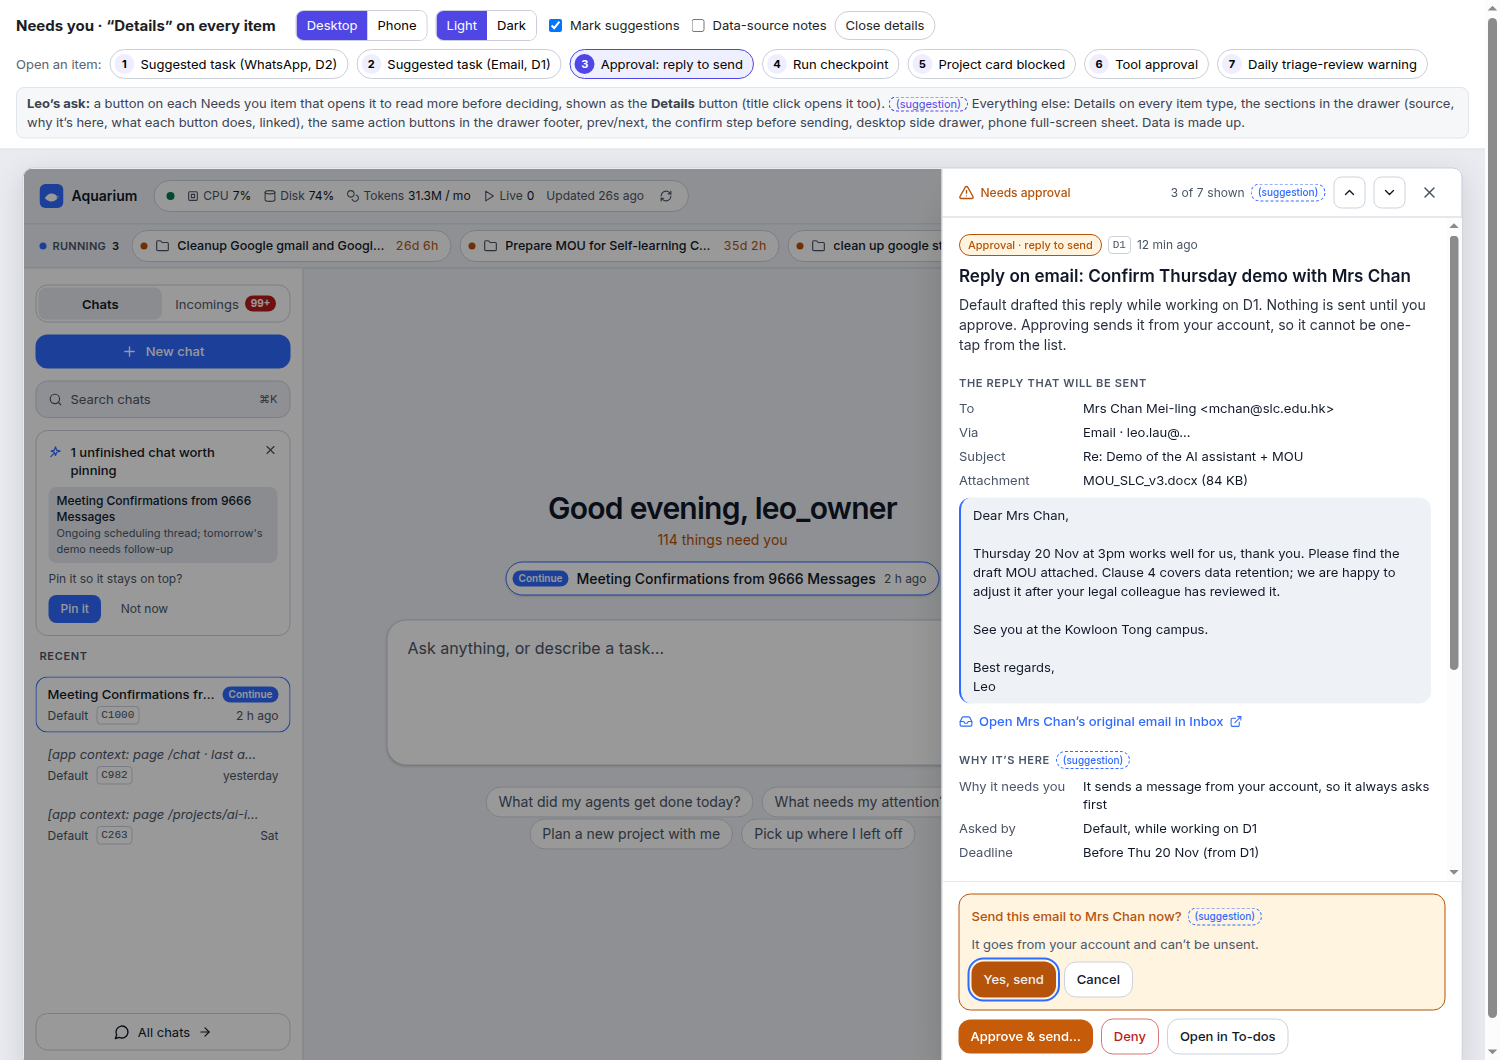 Needs you · “Details” on every item
Desktop Phone
Light Dark
Mark suggestions
Data-source notes
Close details
Open an item:
1 Suggested task (WhatsApp, D2)
2 Suggested task (Email, D1)
3 Approval: reply to send
4 Run checkpoint
5 Project card blocked
6 Tool approval
7 Daily triage-review warning
Leo’s ask: a button on each Needs you item that opens it to read more before deciding, shown as the Details button (title click opens it too). (suggestion) Everything else: Details on every item type, the sections in the drawer (source,
why it’s here, what each button does, linked), the same action buttons in the drawer footer, prev/next, the confirm step before sending, desktop side drawer, phone full-screen sheet. Data is made up.
Aquarium
CPU 7% Disk 74% Tokens 31.3M / mo Live 0 Updated 26s ago
RUNNING 3
Cleanup Google gmail and Googl... 26d 6h
Prepare MOU for Self-learning C... 35d 2h
clean up google st
Chats
Incomings 99+
New chat
Search chats ⌘K
1 unfinished chat worth
pinning
Meeting Confirmations from 9666
Messages
Ongoing scheduling thread; tomorrow's
demo needs follow-up
Pin it so it stays on top?
Pin it Not now
RECENT
Meeting Confirmations fr... Continue
Default C1000 2 h ago
[app context: page /chat · last a...
Default C982 yesterday
[app context: page /projects/ai-i...
Default C263 Sat
All chats
Good evening, leo_owner
114 things need you
Continue Meeting Confirmations from 9666 Messages 2 h ago
Ask anything, or describe a task...
What did my agents get done today?
What needs my attention?
Plan a new project with me
Pick up where I left off
Needs approval
3 of 7 shown (suggestion)
Approval · reply to send D1 12 min ago
Reply on email: Confirm Thursday demo with Mrs Chan
Default drafted this reply while working on D1. Nothing is sent until you
approve. Approving sends it from your account, so it cannot be one-
tap from the list.
THE REPLY THAT WILL BE SENT
To Mrs Chan Mei-ling <mchan@slc.edu.hk>
Via Email · leo.lau@...
Subject Re: Demo of the AI assistant + MOU
Attachment MOU_SLC_v3.docx (84 KB)
Dear Mrs Chan,
Thursday 20 Nov at 3pm works well for us, thank you. Please find the
draft MOU attached. Clause 4 covers data retention; we are happy to
adjust it after your legal colleague has reviewed it.
See you at the Kowloon Tong campus.
Best regards,
Leo
Open Mrs Chan’s original email in Inbox
WHY IT’S HERE (suggestion)
Why it needs you It sends a message from your account, so it always asks
first
Asked by Default, while working on D1
Deadline Before Thu 20 Nov (from D1)
Send this email to Mrs Chan now? (suggestion)
It goes from your account and can’t be unsent.
Yes, send Cancel
Approve & send... Deny Open in To-dos